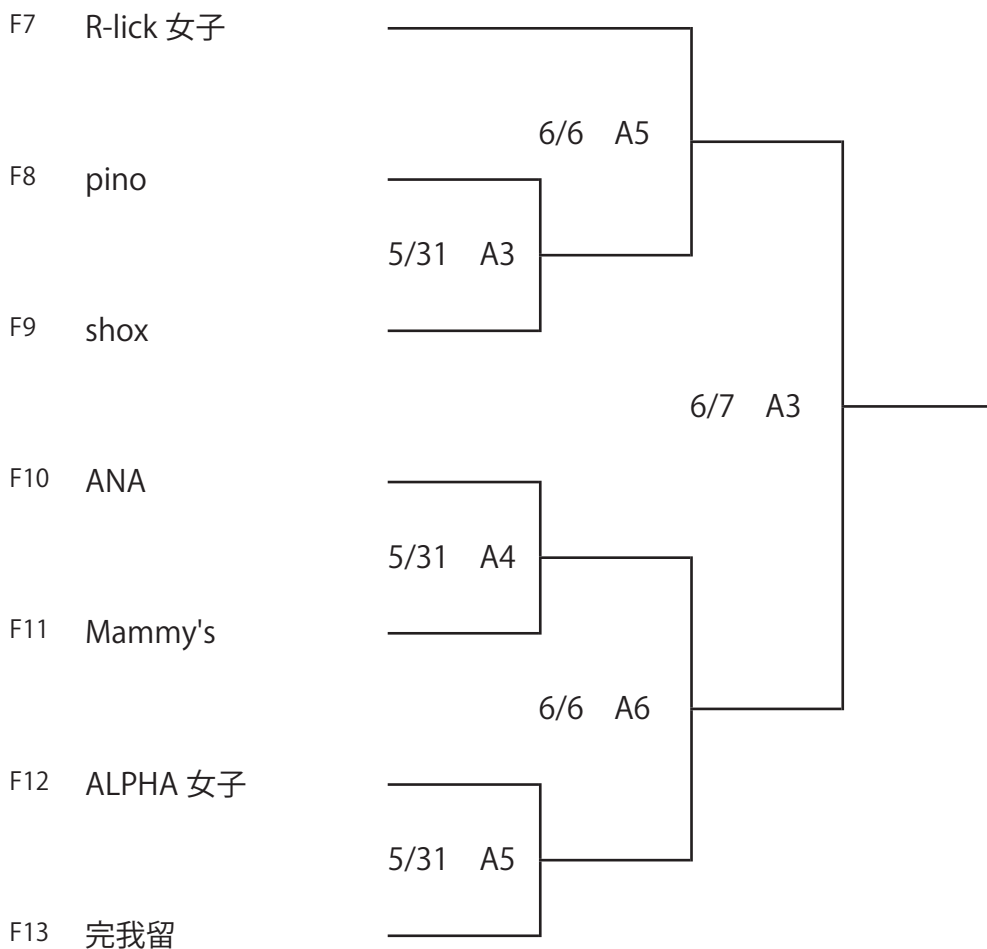 F7 R-lick 女子
6/6 A5
F8 pino
5/31 A3
F9 shox
6/7 A3
F10 ANA
5/31 A4
F11 Mammy's
6/6 A6
F12 ALPHA 女子
5/31 A5
F13 完我留